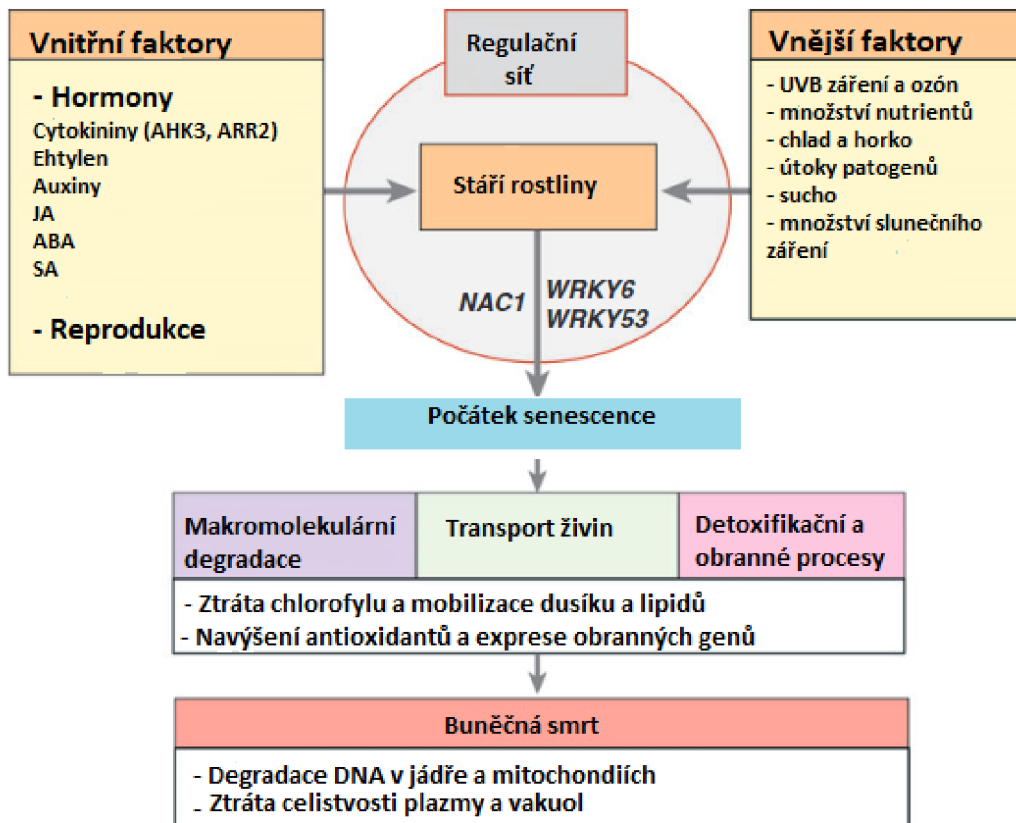 Vnitřní faktory
- Hormony
Cytokininy (AHK3, ARR2)
Ehtylen
Auxiny
JA
ABA
SA
- Reprodukce
Regulační
síť
Stáří rostliny
NAC1
WRKY6
WRKY53
Vnější faktory
- UVB záření a ozón
- množství nutrientů
- chlad a horko
- útoky patogenů
- sucho
- množství slunečního
záření
Počátek senescence
Makromolekulární
degradace
Transport živin
Detoxifikační a
obranné procesy
- Ztráta chlorofylu a mobilizace dusíku a lipidů
- Navýšení antioxidantů a exprese obranných genů
Buněčná smrt
- Degradace DNA v jádře a mitochondiích
- Ztráta celistvosti plazmy a vakuol